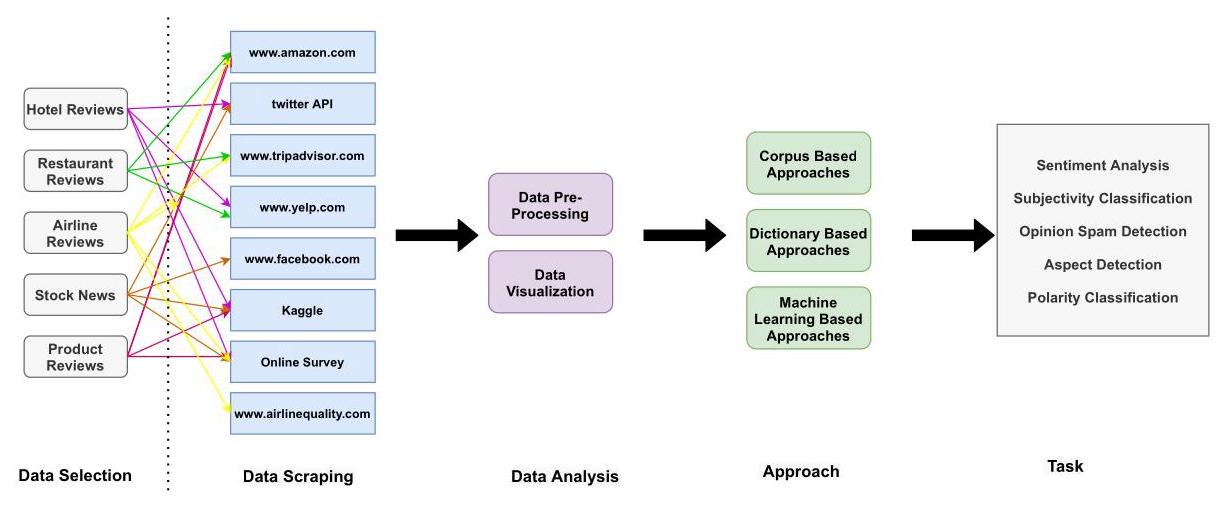 Hotel Reviews
Restaurant
Reviews
Airline
Reviews
Stock News
Product
Reviews
Data Selection
www.amazon.com
twitter API
www.tripadvisor.com
www.yelp.com
www.facebook.com
Kaggle
Online Survey
www.airlinequality.com
Data Scraping
Data Pre-
Processing
Data
Visualization
Data Analysis
Corpus Based
Approaches
Dictionary Based
Approaches
Machine
Learning Based
Approaches
Approach
Sentiment Analysis
Subjectivity Classification
Opinion Spam Detection
Aspect Detection
Polarity Classification
Task